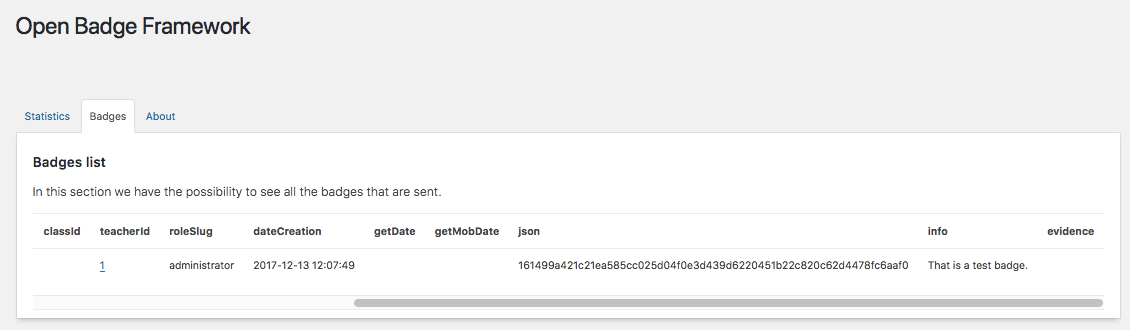 Open Badge Framework
Statistics Badges About
Badges list
In this section we have the possibility to see all the badges that are sent.
classId teacherId roleSlug dateCreation getDate getMobDate json info evidence
1 administrator 2017-12-13 12:07:49 161499a421c21ea585cc025d04f0e3d439d6220451b22c820c62d4478fc6aaf0 That is a test badge.